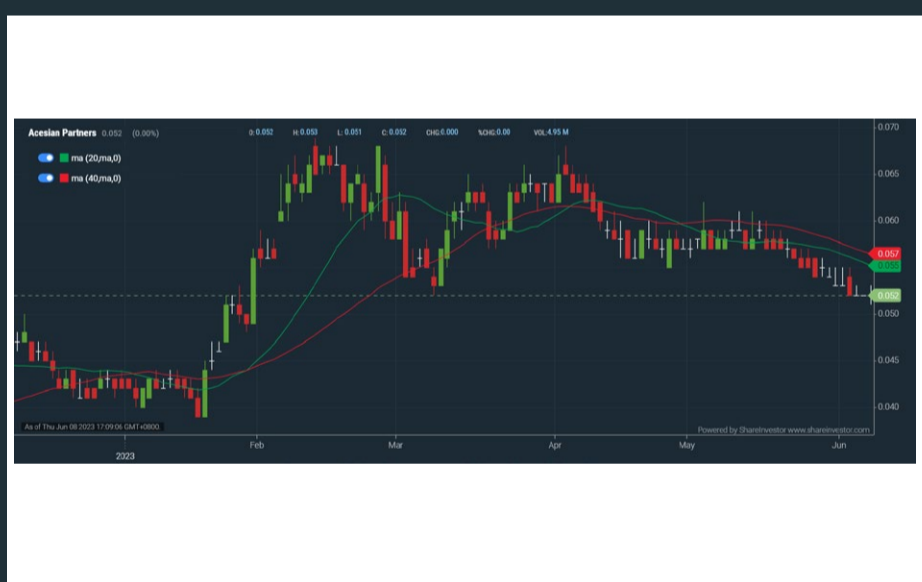 Acesian Partners 0.052 (0.00%) O: 0.052 H: 0.053 L: 0.051 C: 0.052 CHG:0.000 %CHG:0.00 VOL:4.95 M
ma (20,ma,0)
ma (40,ma,0)
0.070
0.065
0.060
0.057
0.055
0.052
0.050
0.045
0.040
As of Thu Jun 08 2023 17:09:06 GMT+0800
Powered by ShareInvestor www.shareinvestor.com
Feb Mar Apr May Jun
2023